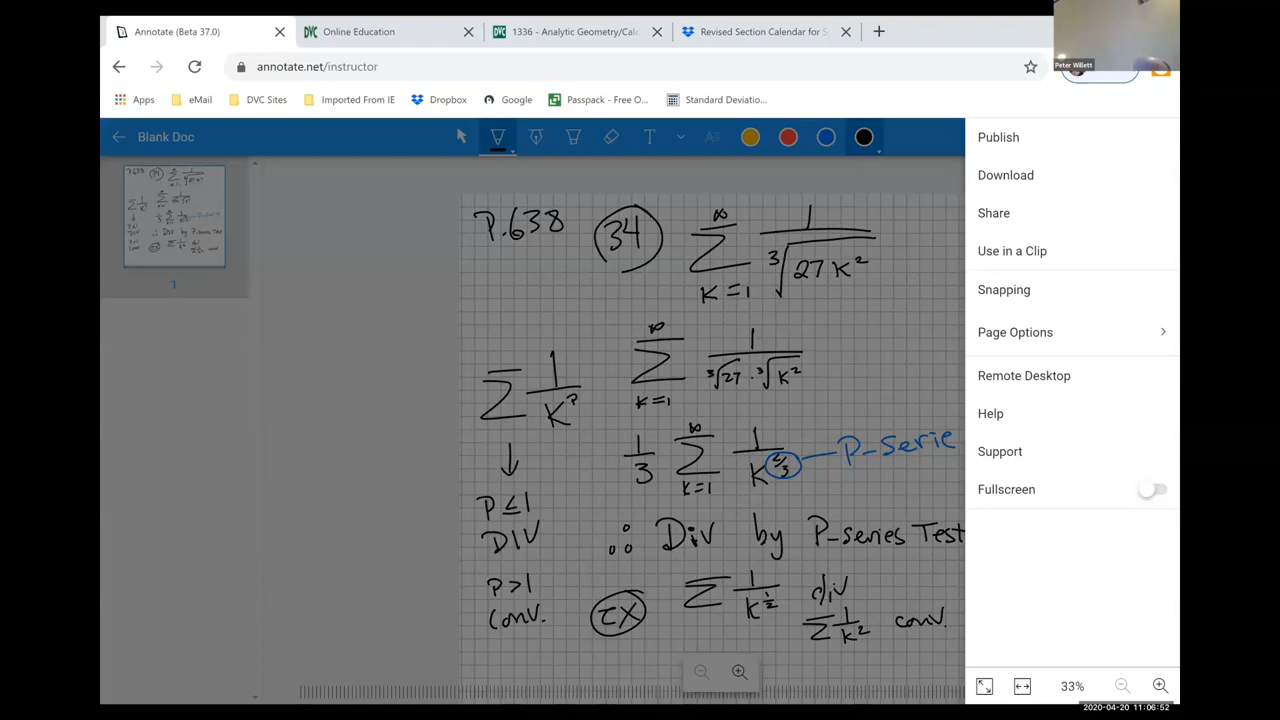 Annotate (Beta 37.0)
DVC Online Education
DVC 1336 - Analytic Geometry/Calc
Revised Section Calendar for S
Peter Willett
annotate.net/instructor
Apps
eMail
DVC Sites
Imported From IE
Dropbox
Google
Passpack - Free O...
Standard Deviatio...
Blank Doc
T
Publish
Download
Share
Use in a Clip
Snapping
Page Options
Remote Desktop
Help
Support
Fullscreen
1
P.638 (34) ∞ Σ K=1 1/∛(27K²)
∞ Σ K=1 1/(∛27 · ∛K²)
Σ 1/K^P
↓
P ≤ 1
DIV
P > 1
Conv.
1/3 ∞ Σ K=1 1/K^(2/3) — P-Serie
∴ Div by P-series Test
EX Σ 1/K^(1/2) div
Σ 1/K² conv.
33%
2020-04-20 11:06:52